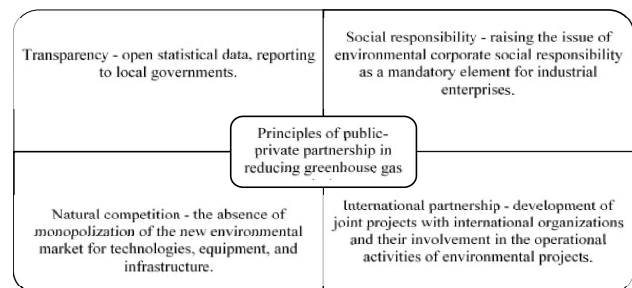 Transparency - open statistical data, reporting
to local governments.
Social responsibility - raising the issue of
environmental corporate social responsibility
as a mandatory element for industrial
enterprises.
Principles of public-
private partnership in
reducing greenhouse gas
Natural competition - the absence of
monopolization of the new environmental
market for technologies, equipment, and
infrastructure.
International partnership - development of
joint projects with international organizations
and their involvement in the operational
activities of environmental projects.